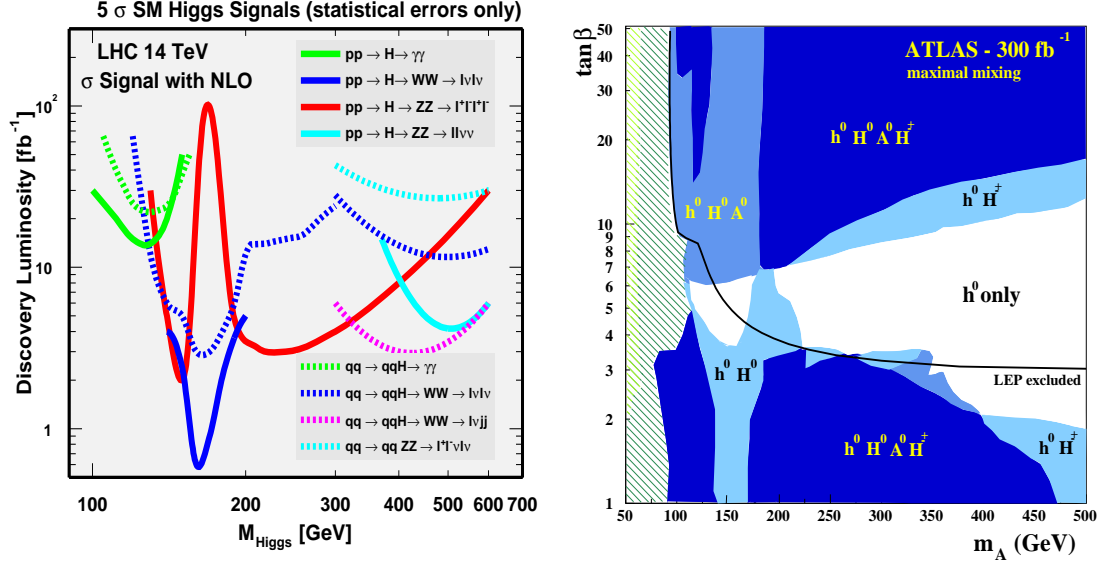 5 σ SM Higgs Signals (statistical errors only)
LHC 14 TeV
σ Signal with NLO
pp → H → γγ
pp → H → WW → lνlν
pp → H → ZZ → l⁺l⁻l⁺l⁻
pp → H → ZZ → llνν
Discovery Luminosity [fb⁻¹]
10²
10
1
qq → qqH → γγ
qq → qqH → WW → lνlν
qq → qqH → WW → lνjj
qq → qq ZZ → l⁺l⁻νlν
100 200 300 400 500 600 700
M_Higgs [GeV]
tan β
50
40
30
20
10
9
8
7
6
5
4
3
2
1
ATLAS - 300 fb⁻¹
maximal mixing
h⁰ H⁰ A⁰ H^±
h⁰ H^±
h⁰ H⁰ A⁰
h⁰ only
h⁰ H⁰
LEP excluded
h⁰ H^±
h⁰ H⁰ A⁰ H^±
50 100 150 200 250 300 350 400 450 500
m_A (GeV)